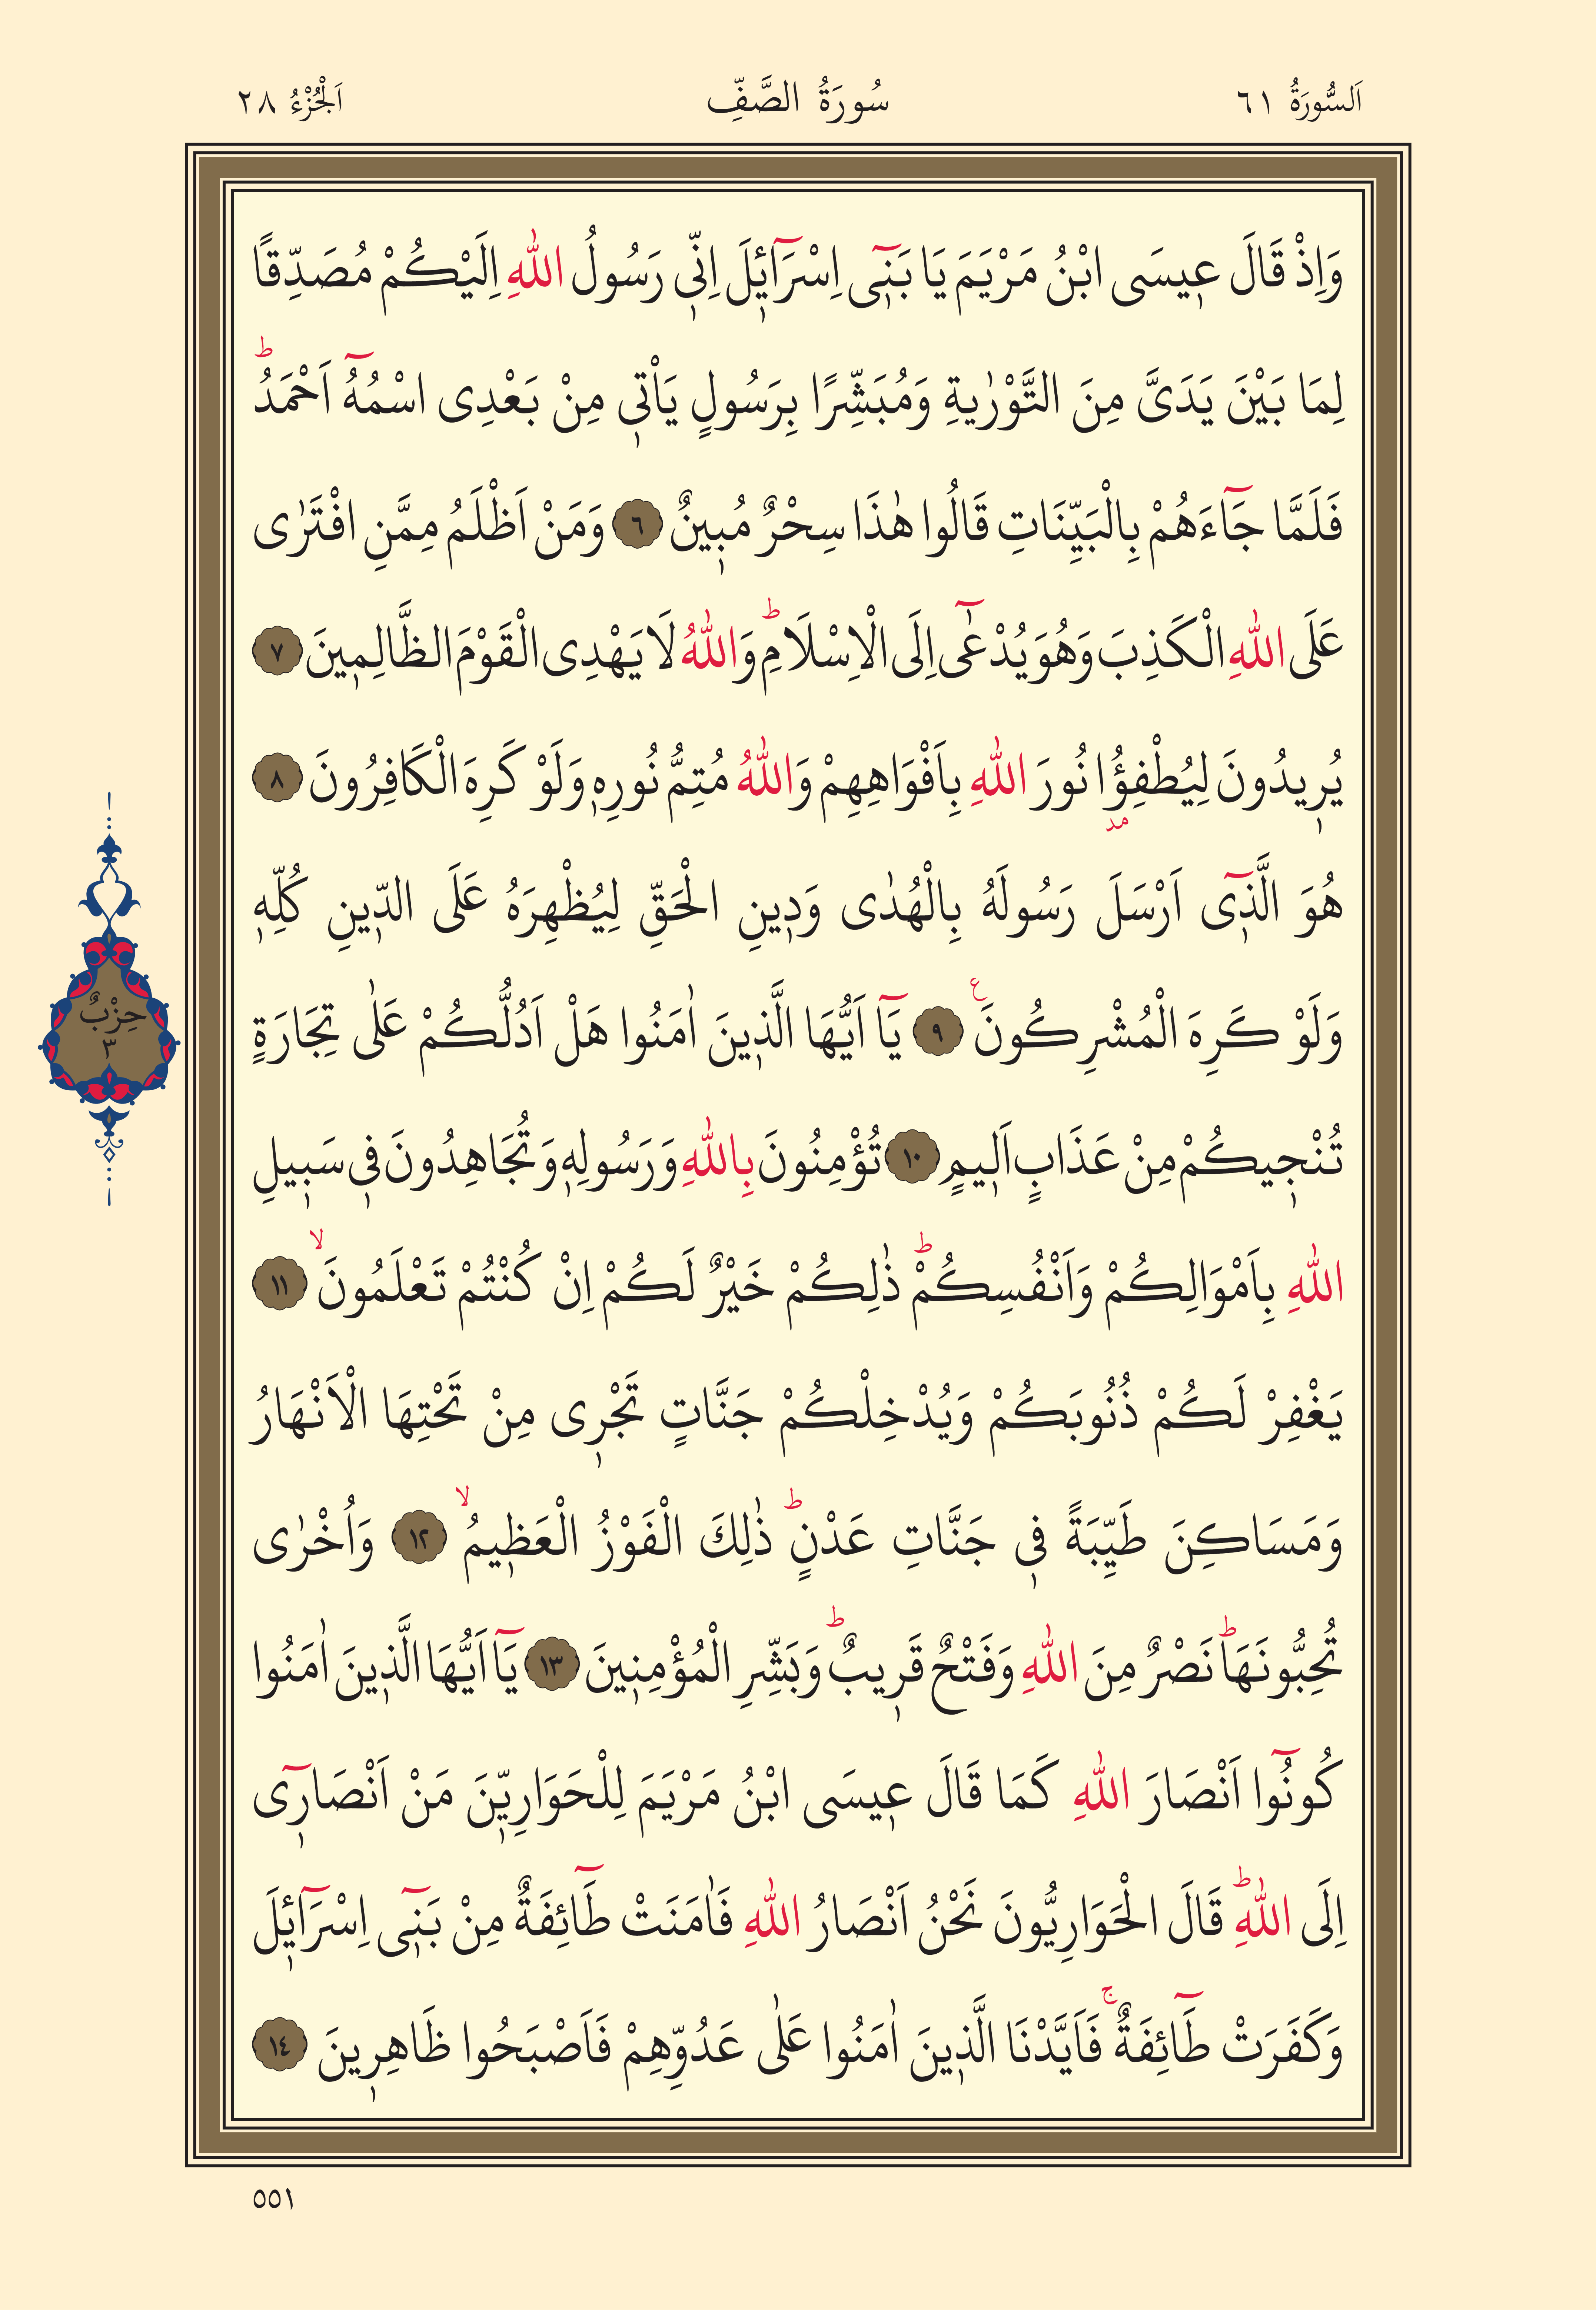 اَلسُّورَةُ ٦١
سُورَةُ الصَّفِّ
اَلْجُزْءُ ٢٨
وَاِذْ قَالَ عٖيسَى ابْنُ مَرْيَمَ يَا بَنٖٓى اِسْرَٓائٖلَ اِنّٖى رَسُولُ اللّٰهِ اِلَيْكُمْ مُصَدِّقًا
لِمَا بَيْنَ يَدَىَّ مِنَ التَّوْرٰيةِ وَمُبَشِّرًا بِرَسُولٍ يَاْتٖى مِنْ بَعْدِى اسْمُهُٓ اَحْمَدُؕ
فَلَمَّا جَٓاءَهُمْ بِالْبَيِّنَاتِ قَالُوا هٰذَا سِحْرٌ مُبٖينٌ ٦ وَمَنْ اَظْلَمُ مِمَّنِ افْتَرٰى
عَلَى اللّٰهِ الْكَذِبَ وَهُوَ يُدْعٰٓى اِلَى الْاِسْلَامِؕ وَاللّٰهُ لَا يَهْدِى الْقَوْمَ الظَّالِمٖينَ ٧
يُرٖيدُونَ لِيُطْفِؤُ۫ا نُورَ اللّٰهِ بِاَفْوَاهِهِمْ وَاللّٰهُ مُتِمُّ نُورِهٖ وَلَوْ كَرِهَ الْكَافِرُونَ ٨
مد
هُوَ الَّذٖٓى اَرْسَلَ رَسُولَهُ بِالْهُدٰى وَدٖينِ الْحَقِّ لِيُظْهِرَهُ عَلَى الدّٖينِ كُلِّهٖ
وَلَوْ كَرِهَ الْمُشْرِكُونَ ع ٩ يَٓا اَيُّهَا الَّذٖينَ اٰمَنُوا هَلْ اَدُلُّكُمْ عَلٰى تِجَارَةٍ
حِزْبٌ
٣
تُنْجٖيكُمْ مِنْ عَذَابٍ اَلٖيمٍ ١٠ تُؤْمِنُونَ بِاللّٰهِ وَرَسُولِهٖ وَتُجَاهِدُونَ فٖى سَبٖيلِ
اللّٰهِ بِاَمْوَالِكُمْ وَاَنْفُسِكُمْؕ ذٰلِكُمْ خَيْرٌ لَكُمْ اِنْ كُنْتُمْ تَعْلَمُونَۙ ١١
يَغْفِرْ لَكُمْ ذُنُوبَكُمْ وَيُدْخِلْكُمْ جَنَّاتٍ تَجْرٖى مِنْ تَحْتِهَا الْاَنْهَارُ
وَمَسَاكِنَ طَيِّبَةً فٖى جَنَّاتِ عَدْنٍؕ ذٰلِكَ الْفَوْزُ الْعَظٖيمُۙ ١٢ وَاُخْرٰى
تُحِبُّونَهَاؕ نَصْرٌ مِنَ اللّٰهِ وَفَتْحٌ قَرٖيبٌؕ وَبَشِّرِ الْمُؤْمِنٖينَ ١٣ يَٓا اَيُّهَا الَّذٖينَ اٰمَنُوا
كُونُٓوا اَنْصَارَ اللّٰهِ كَمَا قَالَ عٖيسَى ابْنُ مَرْيَمَ لِلْحَوَارِيّٖنَ مَنْ اَنْصَارٖٓى
اِلَى اللّٰهِؕ قَالَ الْحَوَارِيُّونَ نَحْنُ اَنْصَارُ اللّٰهِ فَاٰمَنَتْ طَٓائِفَةٌ مِنْ بَنٖٓى اِسْرَٓائٖلَ
وَكَفَرَتْ طَٓائِفَةٌۚ فَاَيَّدْنَا الَّذٖينَ اٰمَنُوا عَلٰى عَدُوِّهِمْ فَاَصْبَحُوا ظَاهِرٖينَ ١٤
٥٥١